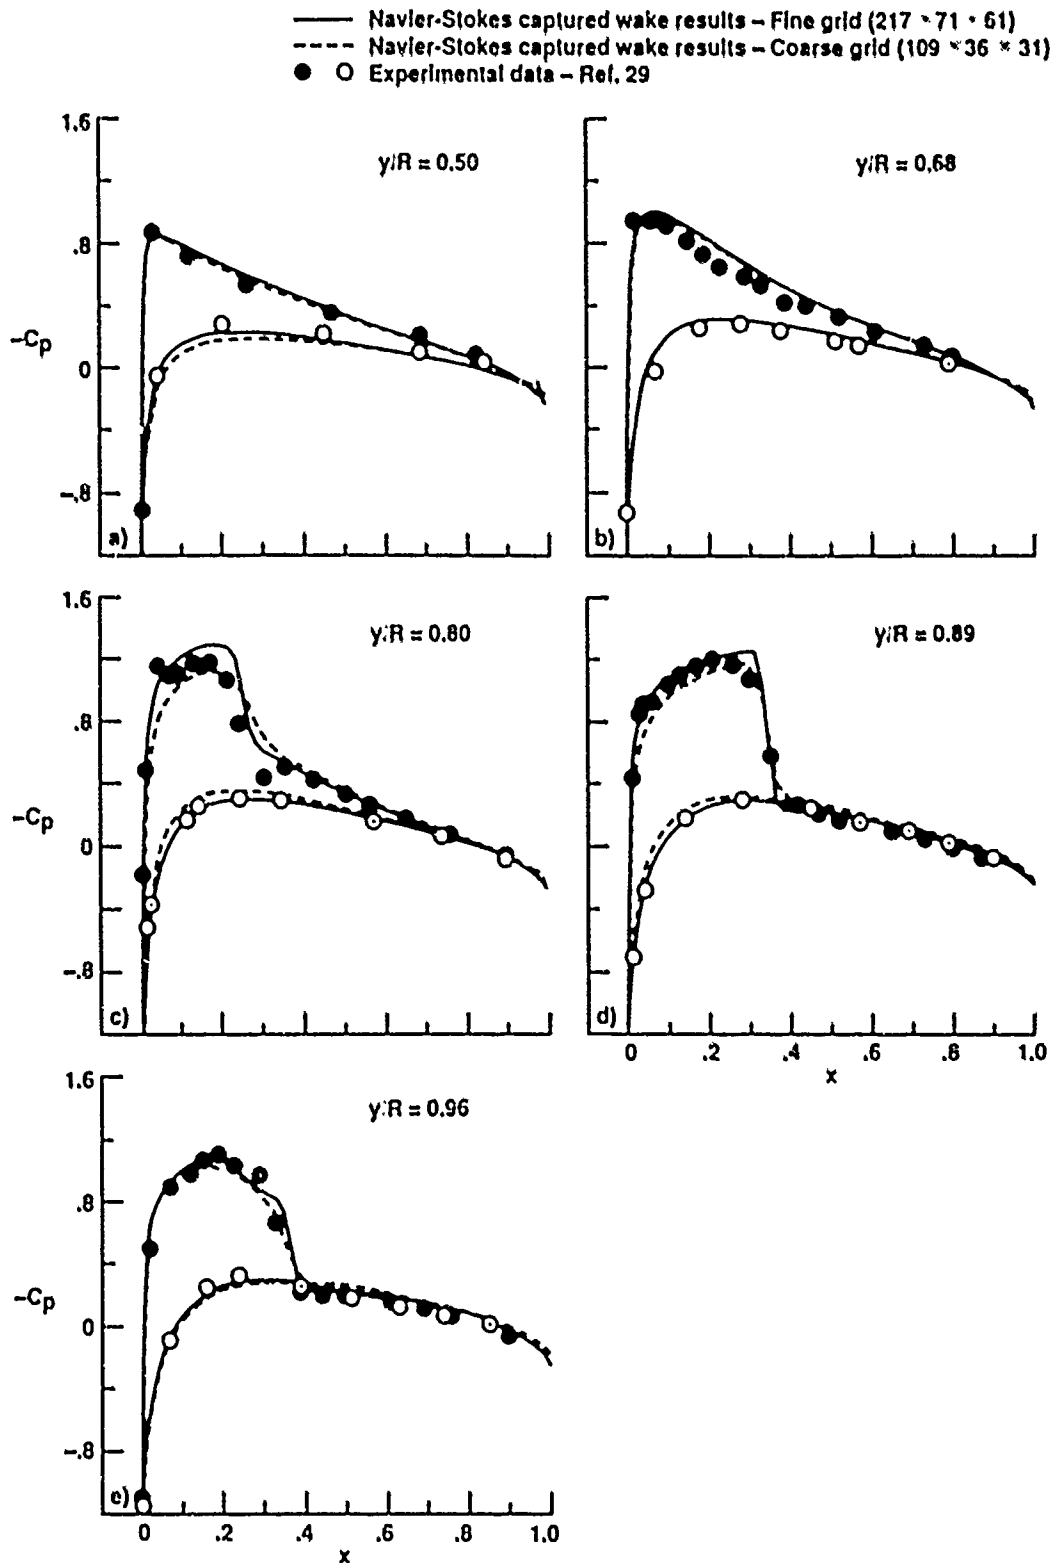 Navier-Stokes captured wake results – Fine grid (217 * 71 * 61)
Navier-Stokes captured wake results – Coarse grid (109 * 36 * 31)
Experimental data – Ref. 29
1.6
y/R = 0.50
y/R = 0.68
.8
-Cp
0
-.8
a)
b)
1.6
y/R = 0.80
y/R = 0.89
.8
-Cp
0
-.8
c)
d)
0 .2 .4 .6 .8 1.0
x
1.6
y/R = 0.96
.8
-Cp
0
-.8
e)
0 .2 .4 .6 .8 1.0
x